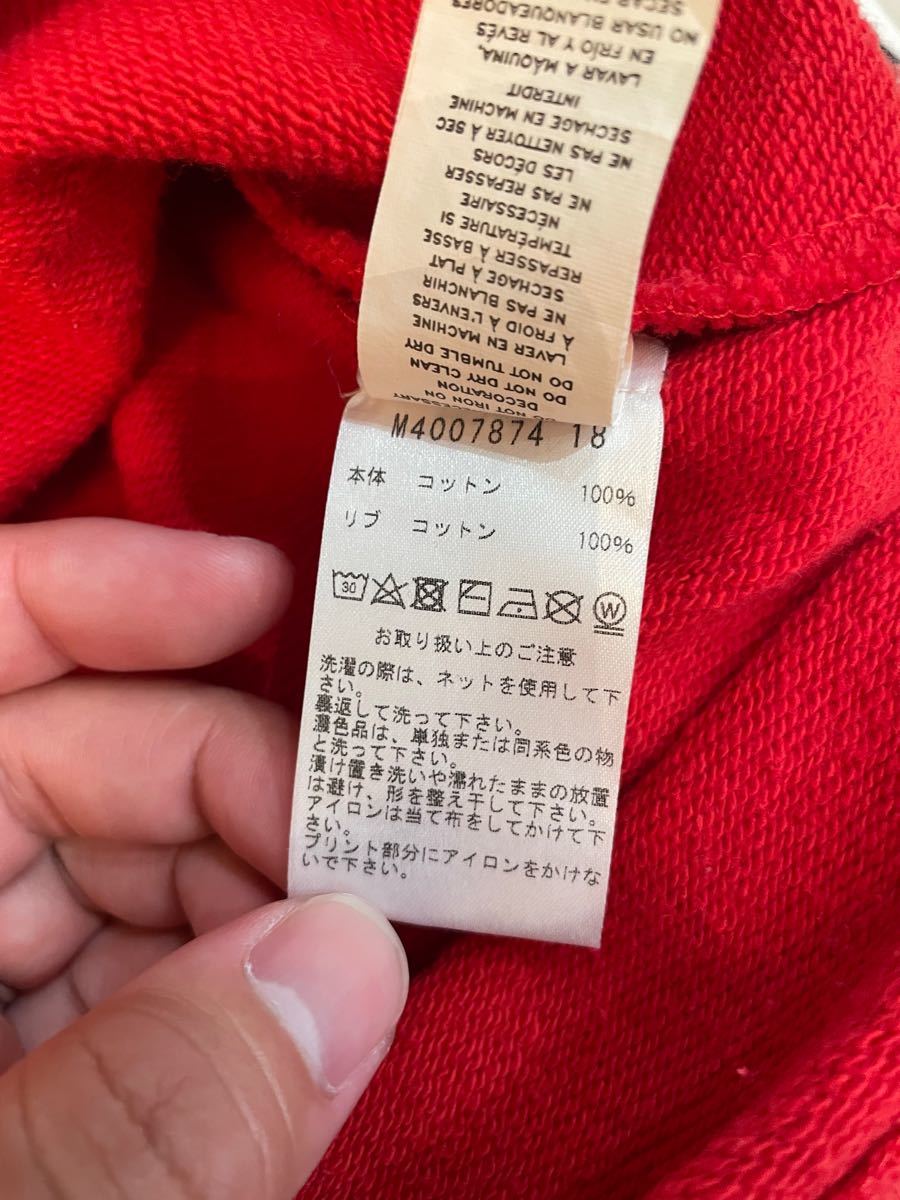 DO NOT IRON ON
DECORATION
DO NOT DRY CLEAN
DO NOT TUMBLE DRY
LAVER EN MACHINE
À FROID À L'ENVERS
NE PAS BLANCHIR
SECHAGE À PLAT
REPASSER À BASSE
TEMPÉRATURE SI
NÉCESSAIRE
NE PAS REPASSER
LES DÉCORS
NE PAS NETTOYER À SEC
SECHAGE EN MACHINE
INTERDIT
LAVAR A MÁQUINA,
EN FRÍO Y AL REVÉS
NO USAR BLANQUEADORES
M4007874 18
本体 コットン 100%
リブ コットン 100%
30
W
お取り扱い上のご注意
洗濯の際は、ネットを使用して下
さい。
裏返して洗って下さい。
濃色品は、単独または同系色の物
と洗って下さい。
漬け置き洗いや濡れたままの放置
は避け、形を整え干して下さい。
アイロンは当て布をしてかけて下
さい。
プリント部分にアイロンをかけな
いで下さい。